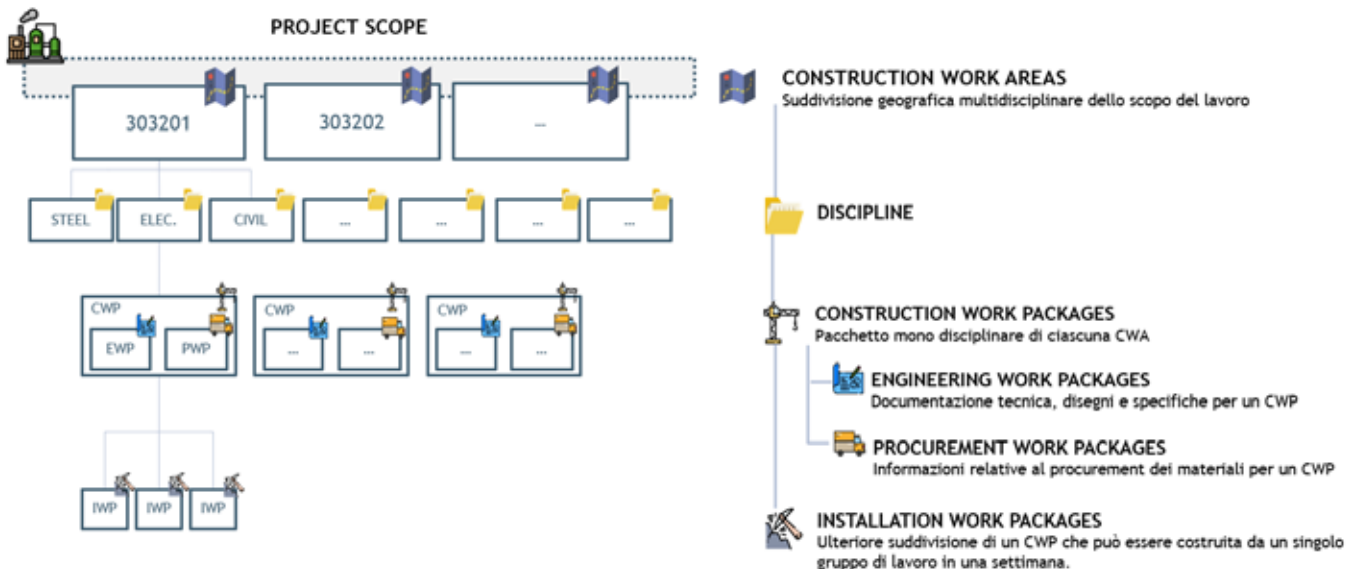 PROJECT SCOPE
303201
303202
...
STEEL
ELEC.
CIVIL
...
...
...
...
CWP
EWP
PWP
CWP
...
...
CWP
...
...
IWP
IWP
IWP
CONSTRUCTION WORK AREAS
Suddivisione geografica multidisciplinare dello scopo del lavoro
DISCIPLINE
CONSTRUCTION WORK PACKAGES
Pacchetto mono disciplinare di ciascuna CWA
ENGINEERING WORK PACKAGES
Documentazione tecnica, disegni e specifiche per un CWP
PROCUREMENT WORK PACKAGES
Informazioni relative al procurement dei materiali per un CWP
INSTALLATION WORK PACKAGES
Ulteriore suddivisione di un CWP che può essere costruita da un singolo
gruppo di lavoro in una settimana.